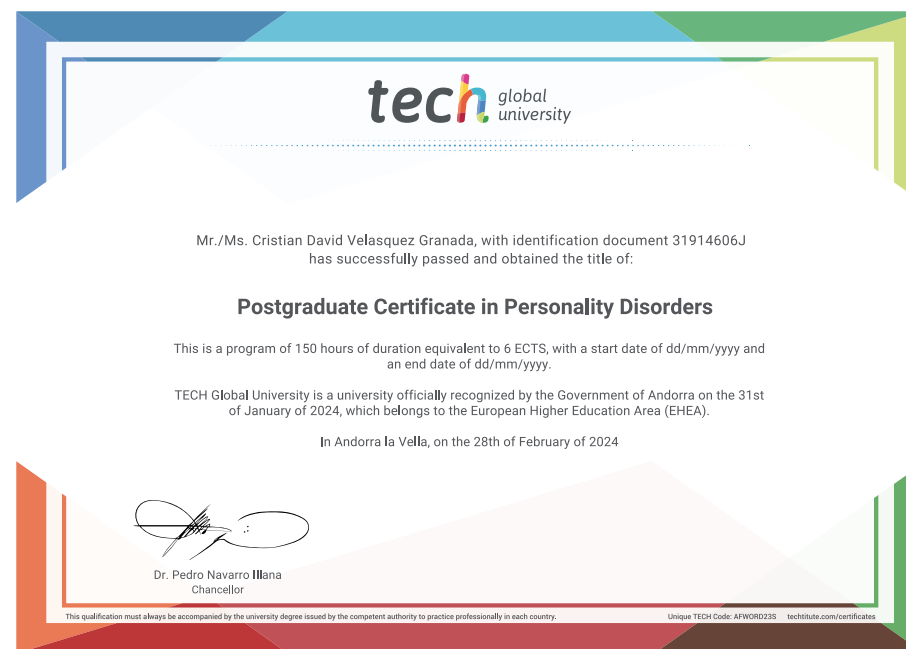 tech global university
Mr./Ms. Cristian David Velasquez Granada, with identification document 31914606J
has successfully passed and obtained the title of:
Postgraduate Certificate in Personality Disorders
This is a program of 150 hours of duration equivalent to 6 ECTS, with a start date of dd/mm/yyyy and
an end date of dd/mm/yyyy.
TECH Global University is a university officially recognized by the Government of Andorra on the 31st
of January of 2024, which belongs to the European Higher Education Area (EHEA).
In Andorra la Vella, on the 28th of February of 2024
Dr. Pedro Navarro Illana
Chancellor
This qualification must always be accompanied by the university degree issued by the competent authority to practice professionally in each country.
Unique TECH Code: AFWORD23S techtitute.com/certificates